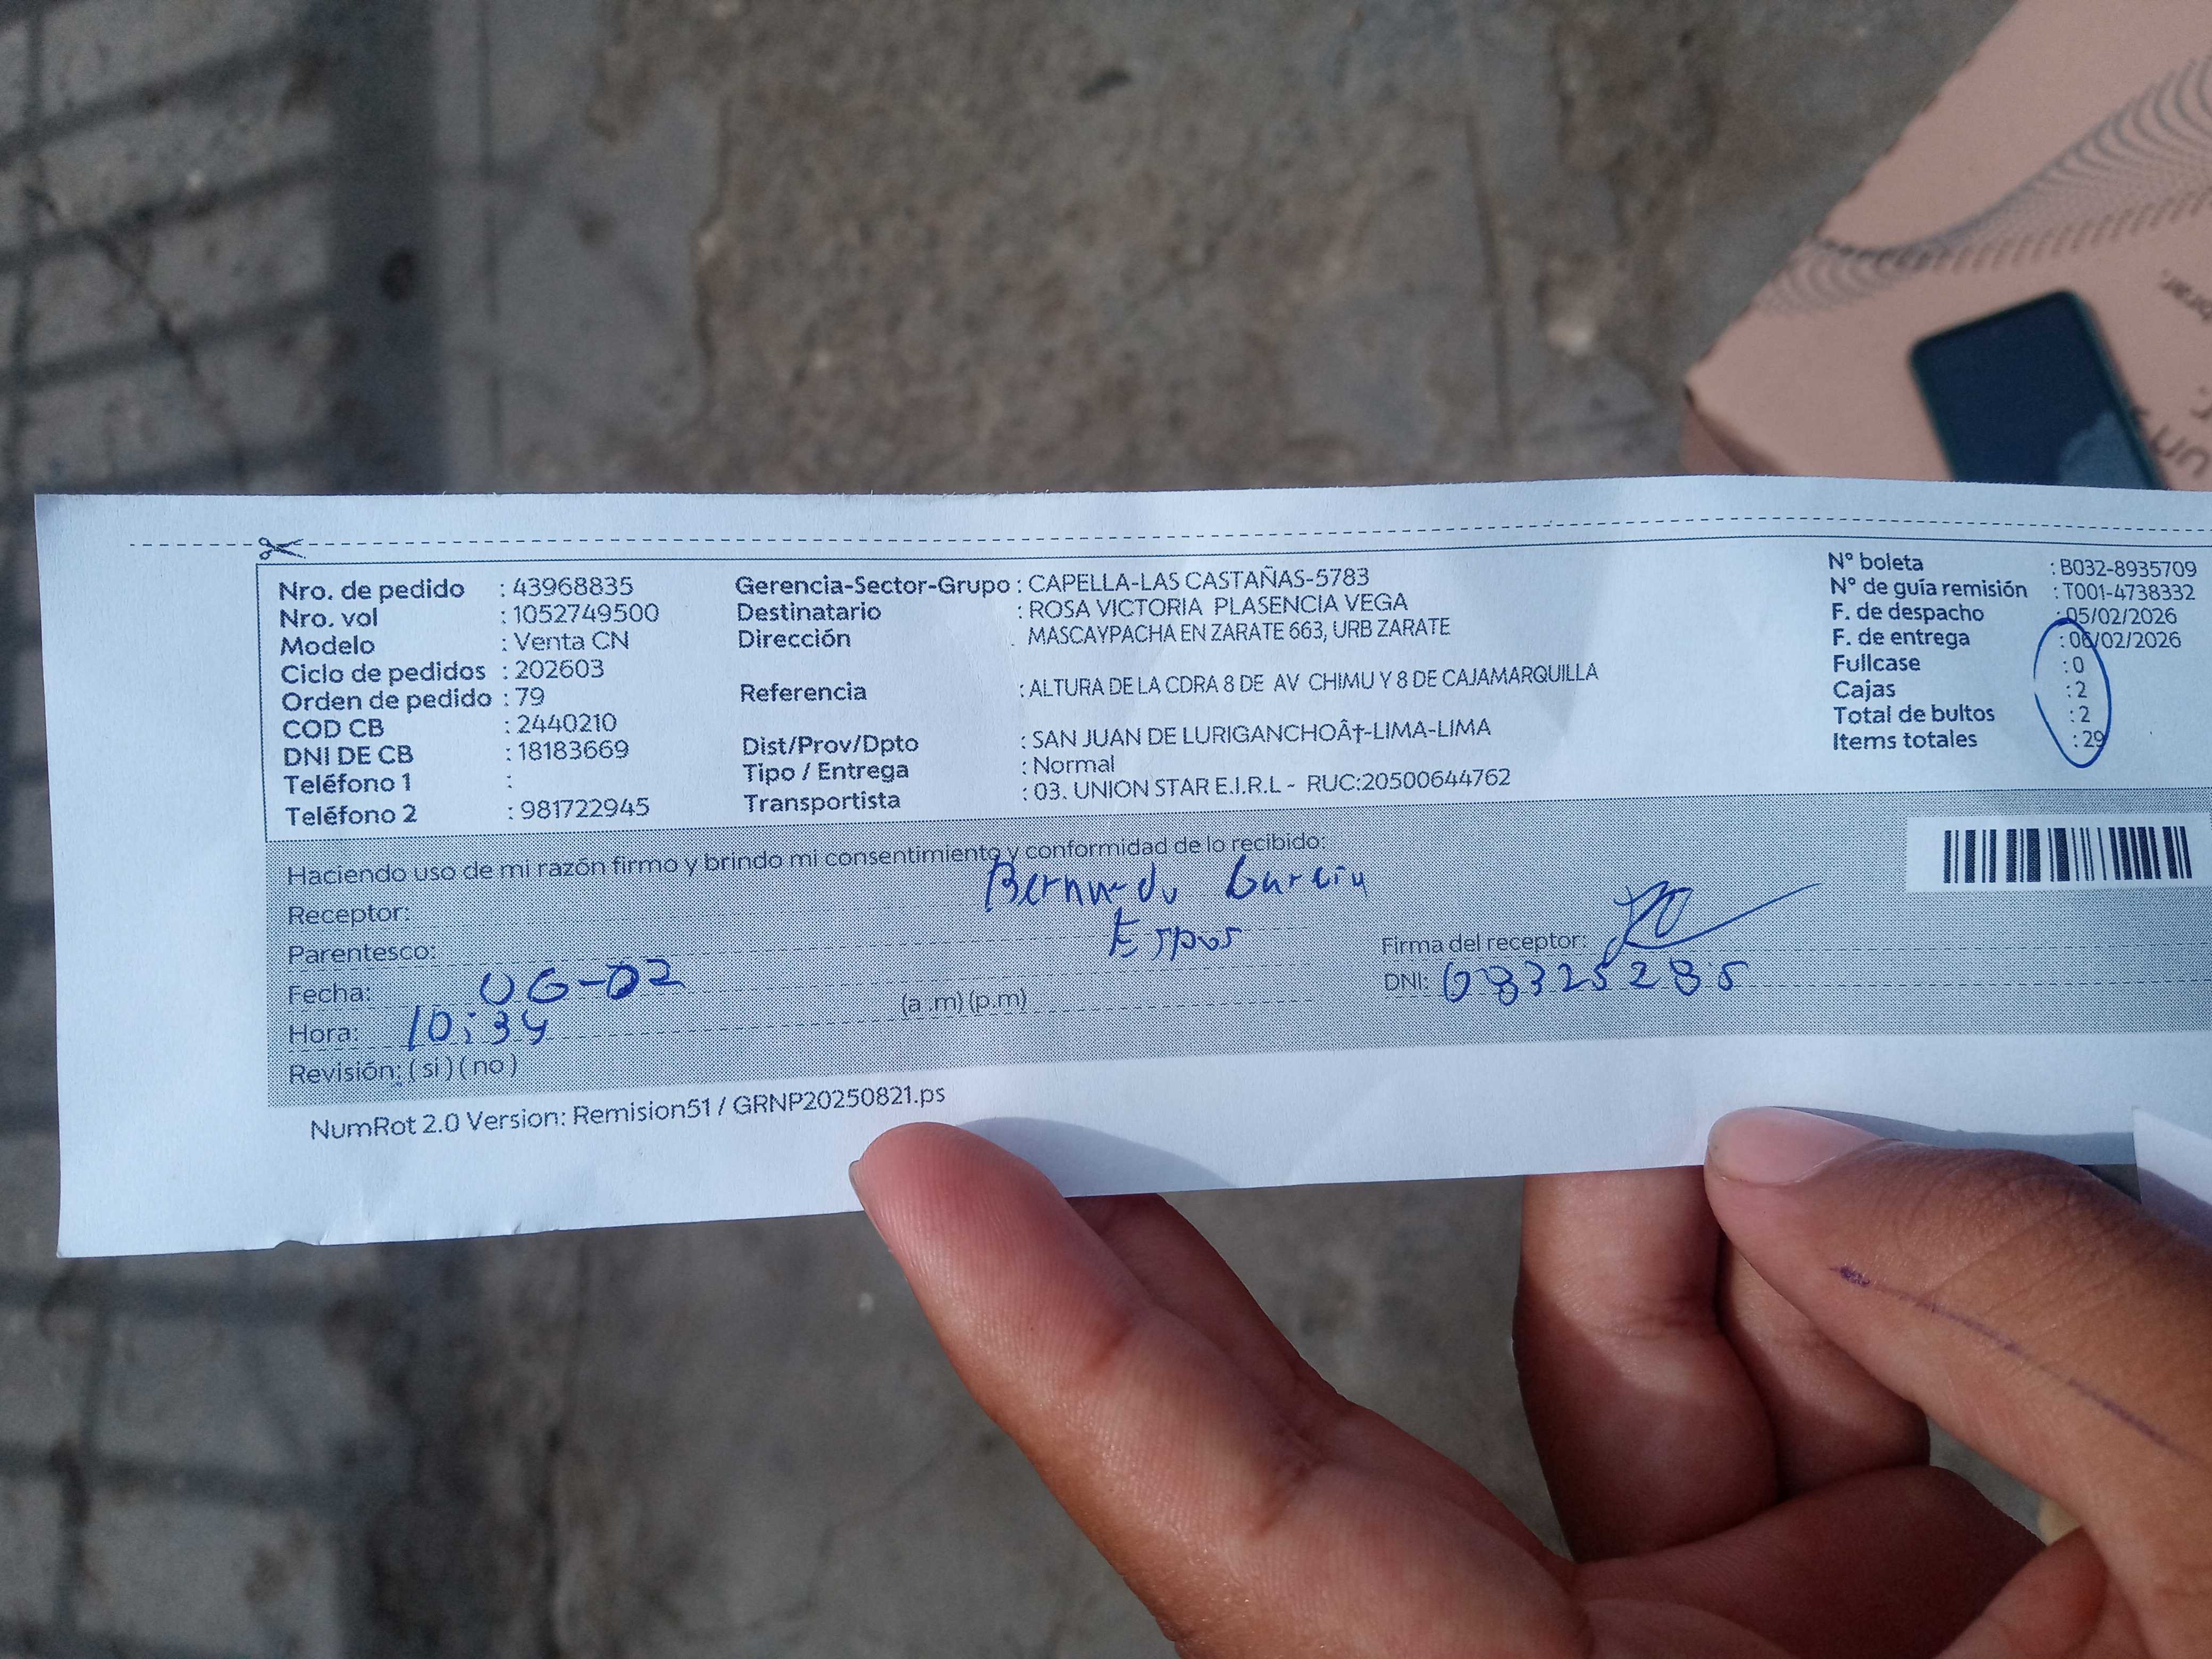 Nro. de pedido : 43968835
Nro. vol : 1052749500
Modelo : Venta CN
Ciclo de pedidos : 202603
Orden de pedido : 79
COD CB : 2440210
DNI DE CB : 18183669
Teléfono 1 :
Teléfono 2 : 981722945
Gerencia-Sector-Grupo : CAPELLA-LAS CASTAÑAS-5783
Destinatario : ROSA VICTORIA PLASENCIA VEGA
Dirección . MASCAYPACHA EN ZARATE 663, URB ZARATE
Referencia : ALTURA DE LA CDRA 8 DE AV CHIMU Y 8 DE CAJAMARQUILLA
Dist/Prov/Dpto : SAN JUAN DE LURIGANCHOÂ†-LIMA-LIMA
Tipo / Entrega : Normal
Transportista : 03. UNION STAR E.I.R.L - RUC:20500644762
N° boleta : B032-8935709
N° de guía remisión : T001-4738332
F. de despacho : 05/02/2026
F. de entrega : 06/02/2026
Fullcase : 0
Cajas : 2
Total de bultos : 2
Items totales : 29
Haciendo uso de mi razón firmo y brindo mi consentimiento y conformidad de lo recibido:
Receptor: Bernardo Garcia
Parentesco: Espos
Fecha: 06-02
Hora: 10:34 (a .m) (p.m)
Revisión: ( si ) ( no )
Firma del receptor:
DNI: 08325285
NumRot 2.0 Version: Remision51 / GRNP20250821.ps